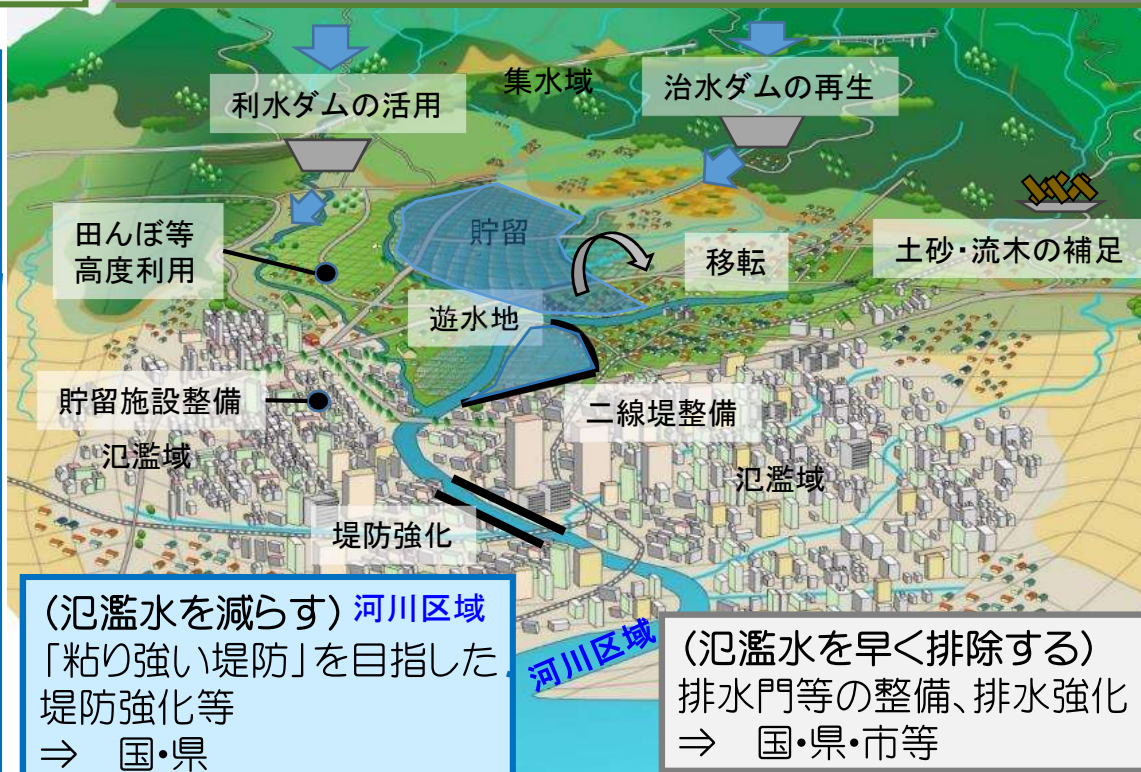 集水域
利水ダムの活用
治水ダムの再生
田んぼ等
高度利用
貯留
移転
土砂・流木の補足
遊水地
貯留施設整備
二線堤整備
氾濫域
氾濫域
堤防強化
(氾濫水を減らす) 河川区域
「粘り強い堤防」を目指した
堤防強化等
⇒ 国・県
河川区域
(氾濫水を早く排除する)
排水門等の整備、排水強化
⇒ 国・県・市等